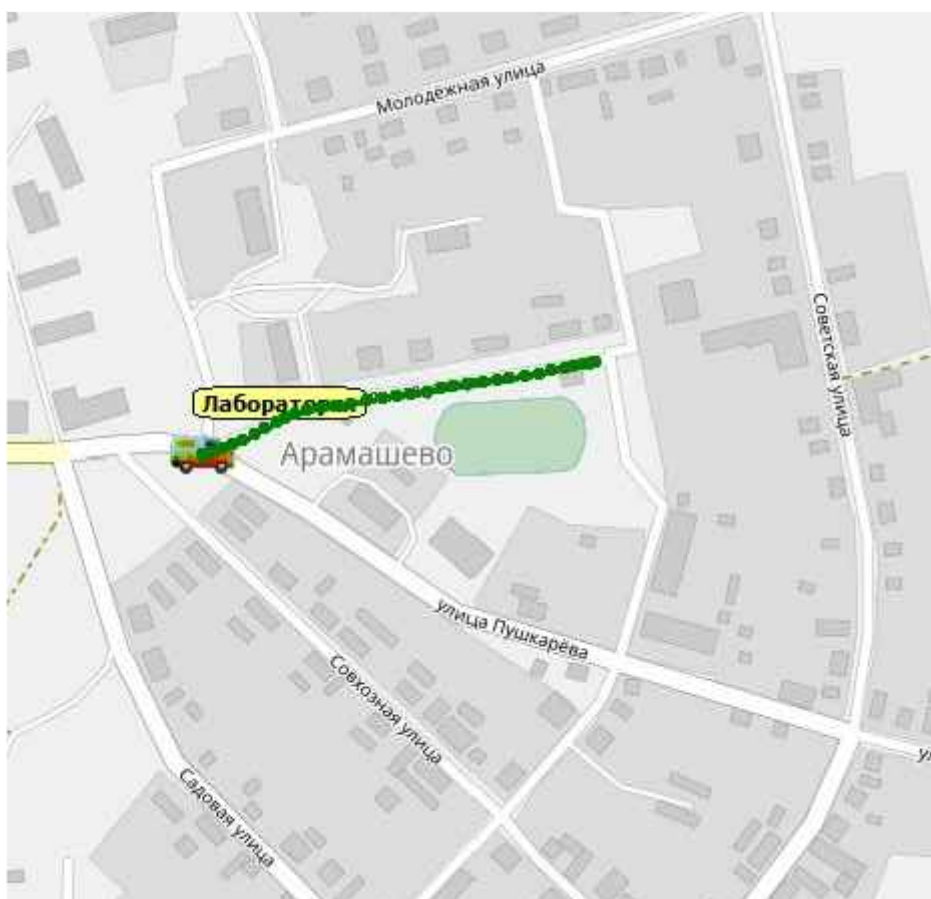 Молодежная улица
Советская улица
Лаборатория
Арамашево
улица Пушкарёва
Совхозная улица
Садовая улица